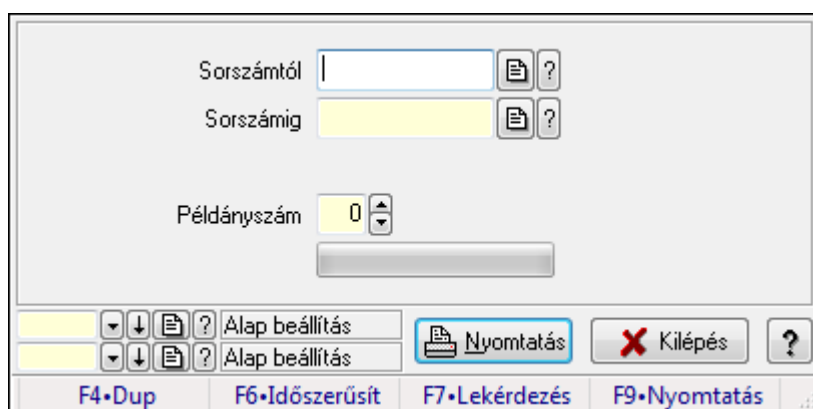 Sorszámtól ?
Sorszámig ?
Példányszám 0
? Alap beállítás
? Alap beállítás
Nyomtatás Kilépés ?
F4•Dup F6•Időszerűsít F7•Lekérdezés F9•Nyomtatás